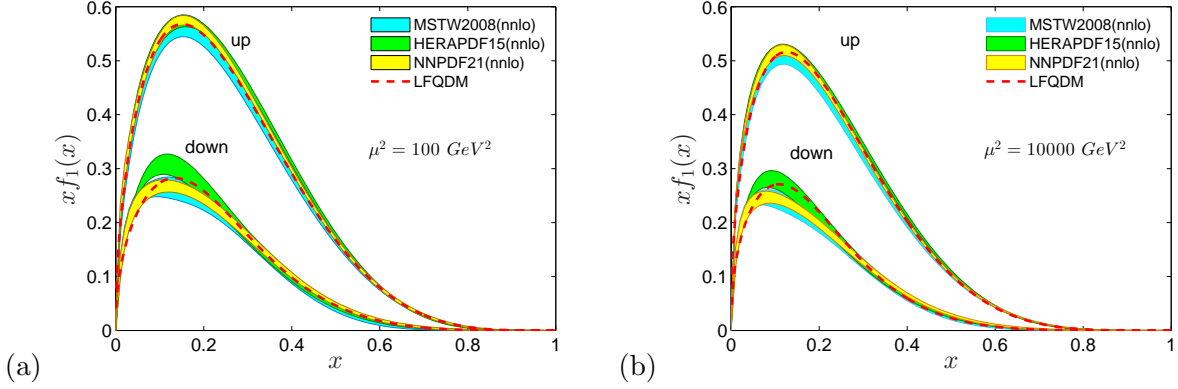 0.6
0.5
0.4
0.3
0.2
0.1
0
0
0.2
0.4
0.6
0.8
1
xf₁(x)
x
up
down
MSTW2008(nnlo)
HERAPDF15(nnlo)
NNPDF21(nnlo)
LFQDM
μ² = 100 GeV²
(a)
0.6
0.5
0.4
0.3
0.2
0.1
0
0
0.2
0.4
0.6
0.8
1
xf₁(x)
x
up
down
MSTW2008(nnlo)
HERAPDF15(nnlo)
NNPDF21(nnlo)
LFQDM
μ² = 10000 GeV²
(b)